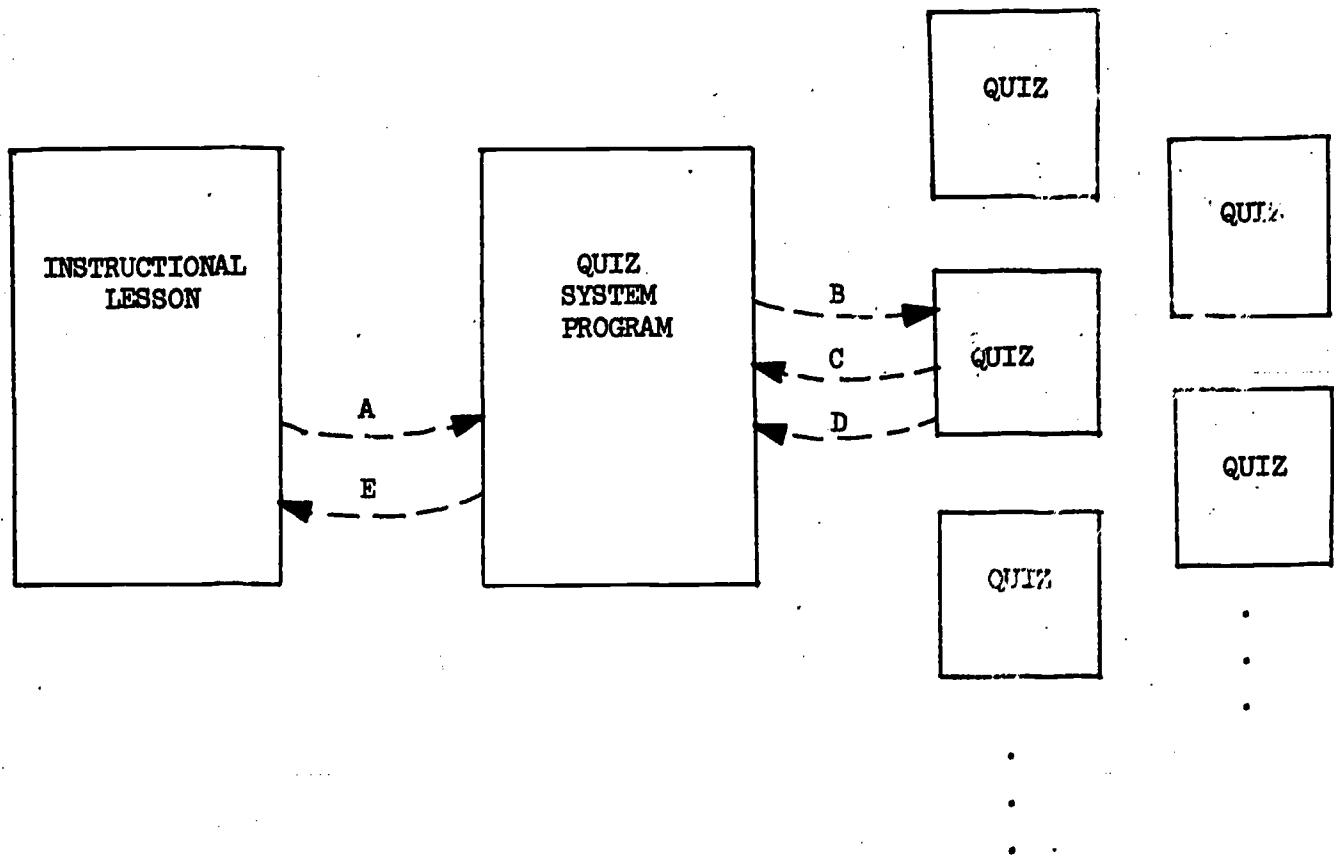 QUIZ
QUIZ
INSTRUCTIONAL
LESSON
QUIZ
SYSTEM
PROGRAM
B
QUIZ
C
A
D
QUIZ
E
QUIZ